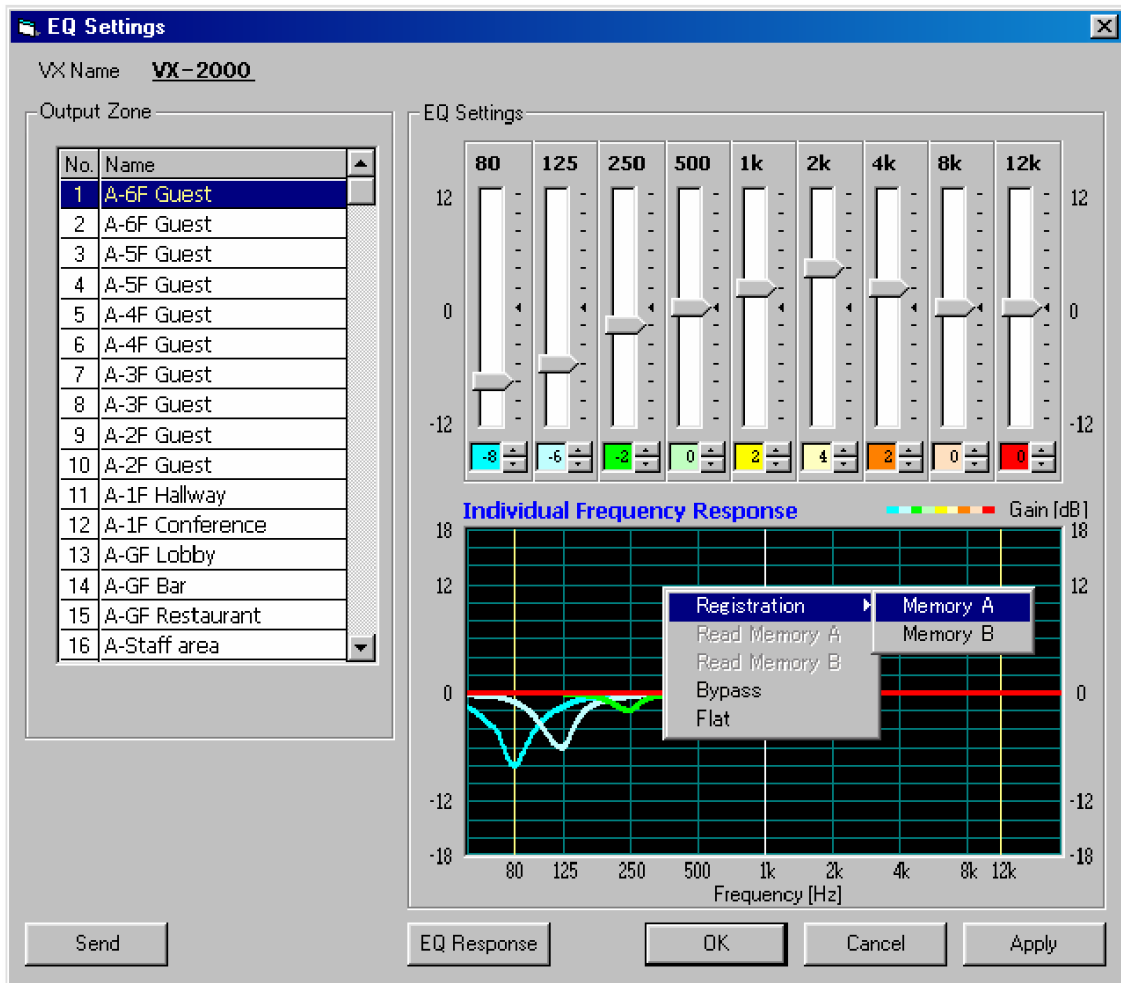 EQ Settings
VX Name VX-2000
Output Zone
No. Name
1 A-6F Guest
2 A-6F Guest
3 A-5F Guest
4 A-5F Guest
5 A-4F Guest
6 A-4F Guest
7 A-3F Guest
8 A-3F Guest
9 A-2F Guest
10 A-2F Guest
11 A-1F Hallway
12 A-1F Conference
13 A-GF Lobby
14 A-GF Bar
15 A-GF Restaurant
16 A-Staff area
EQ Settings
80 125 250 500 1k 2k 4k 8k 12k
12 12
0 0
-12 -12
-8 -6 -2 0 2 4 2 0 0
Individual Frequency Response Gain [dB]
18 18
12 12
0 0
-12 -12
-18 -18
Registration Memory A
Memory B
Read Memory A
Read Memory B
Bypass
Flat
80 125 250 500 1k 2k 4k 8k 12k
Frequency [Hz]
Send EQ Response OK Cancel Apply